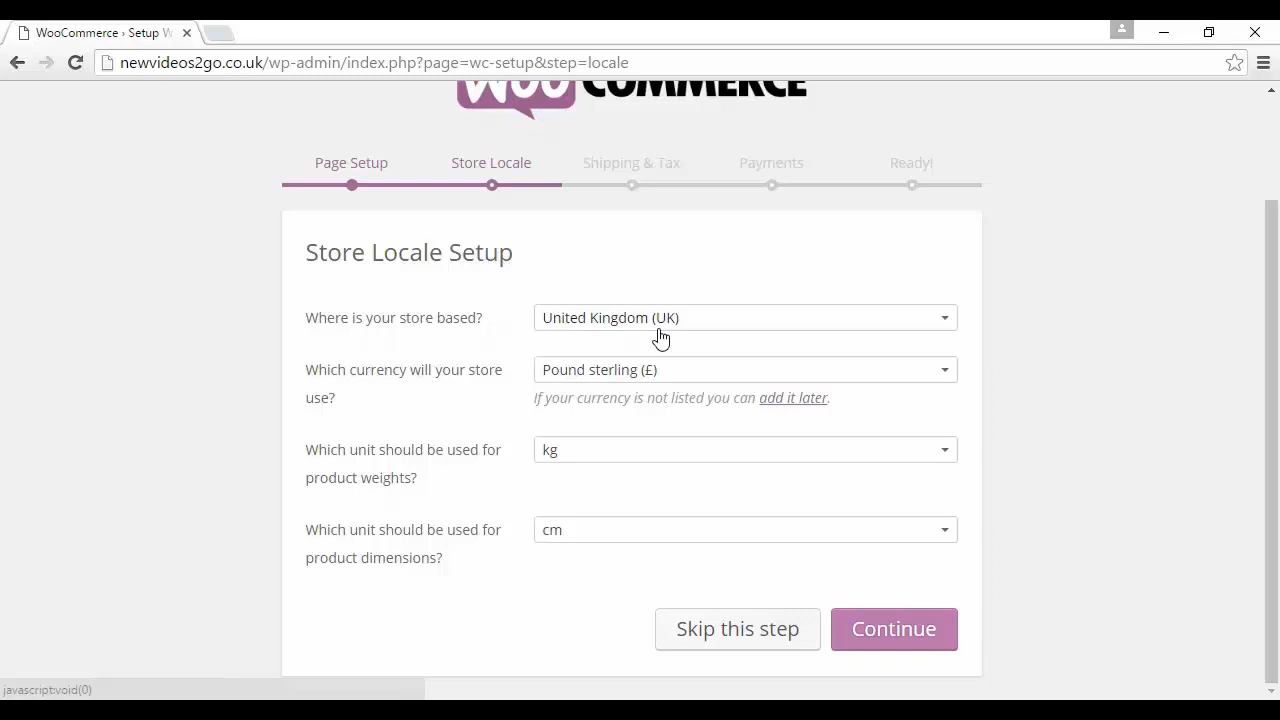 WooCommerce › Setup W
newvideos2go.co.uk/wp-admin/index.php?page=wc-setup&step=locale
WOO COMMERCE
Page Setup Store Locale Shipping & Tax Payments Ready!
Store Locale Setup
Where is your store based? United Kingdom (UK)
Which currency will your store use? Pound sterling (£)
If your currency is not listed you can add it later.
Which unit should be used for product weights? kg
Which unit should be used for product dimensions? cm
Skip this step Continue
javascript:void(0)